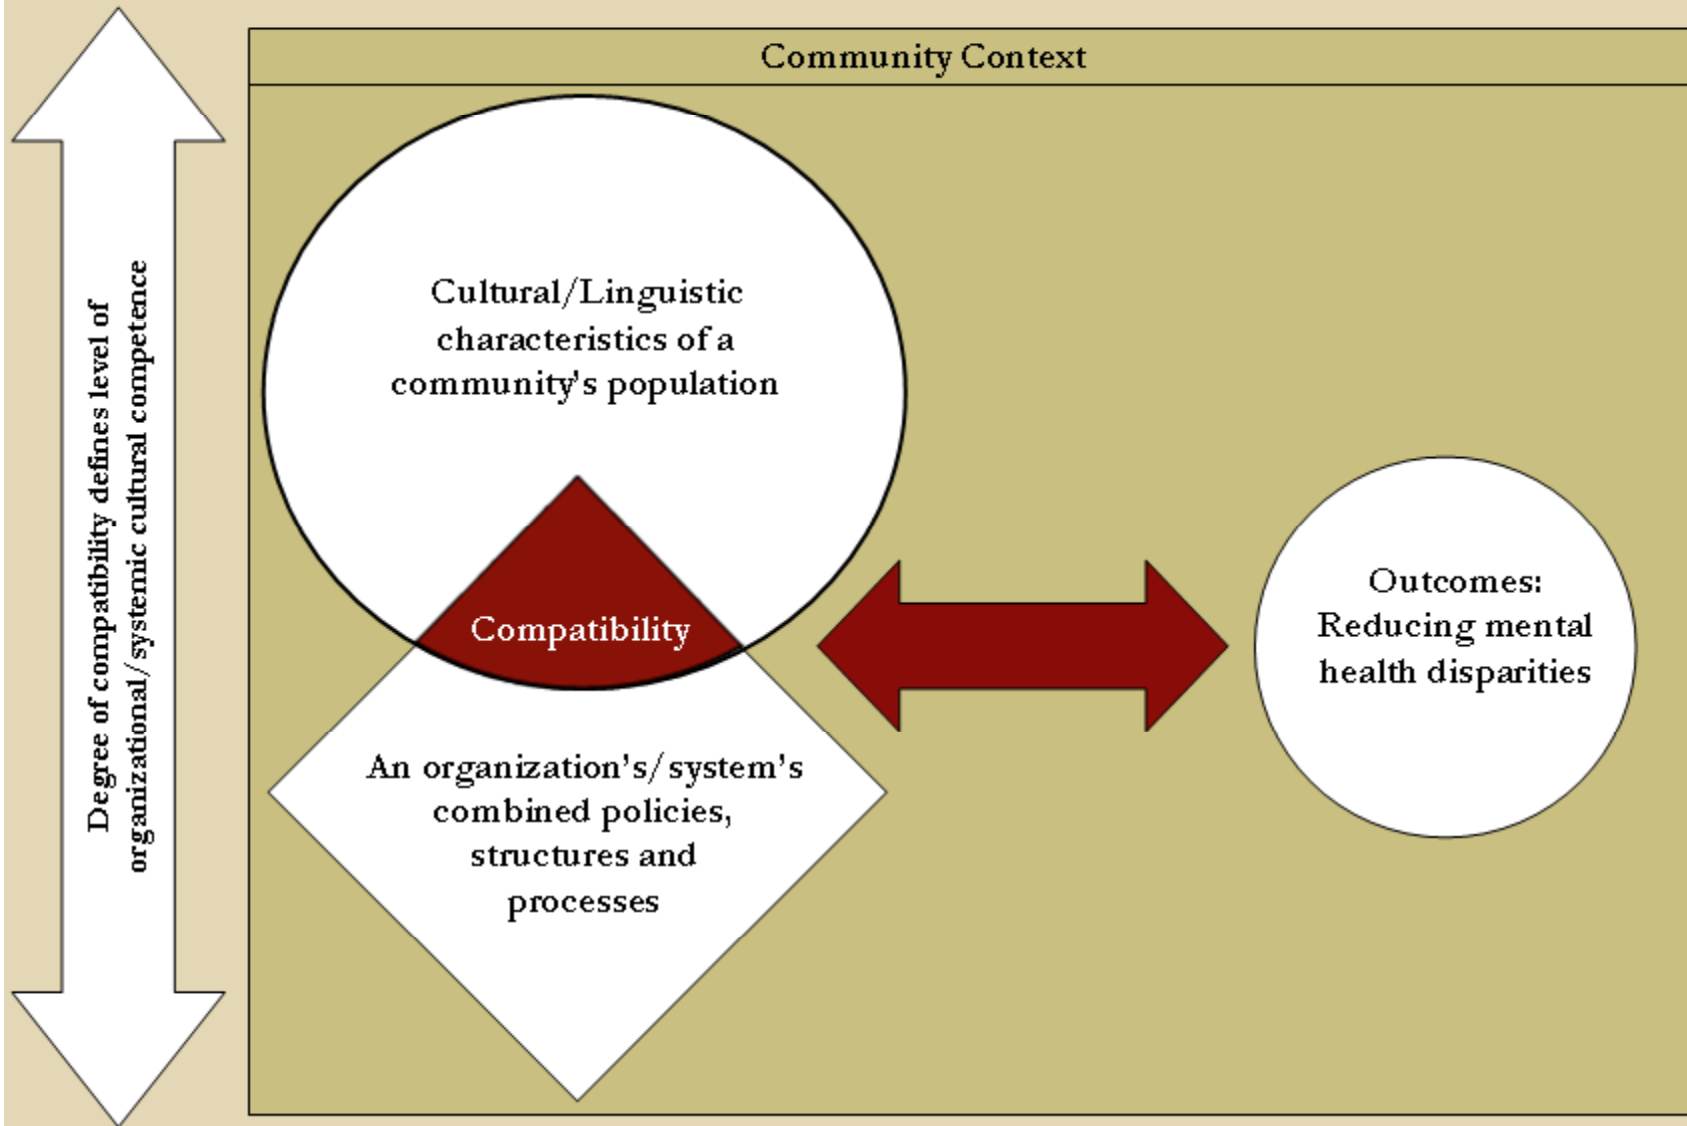 Community Context
Degree of compatibility defines level of
organizational/systemic cultural competence
Cultural/Linguistic
characteristics of a
community's population
Compatibility
An organization's/system's
combined policies,
structures and
processes
Outcomes:
Reducing mental
health disparities